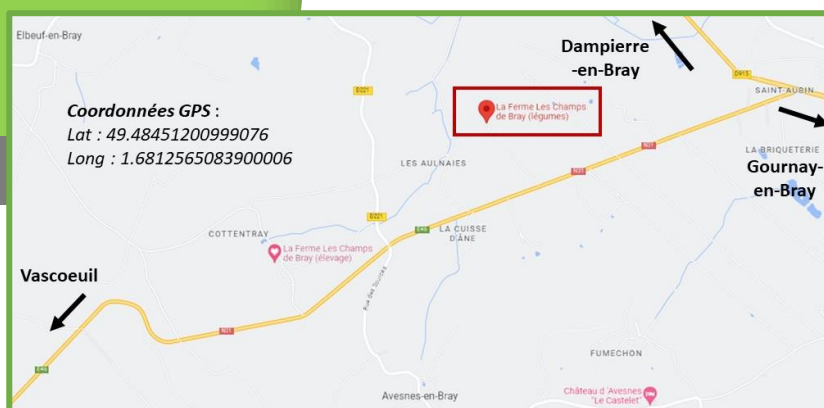 Elbeuf-en-Bray
Dampierre
-en-Bray
D221
D915
SAINT-AUBIN
Coordonnées GPS :
Lat : 49.48451200999076
Long : 1.6812565083900006
La Ferme Les Champs
de Bray (légumes)
N31
LES AULNAIES
LA BRIQUETERIE
Gournay-
en-Bray
D221
E46
LA CUISSE
D'ÂNE
COTTENTRAY
La Ferme Les Champs
de Bray (élevage)
Vascoeuil
Rue des Sources
N31
N31
E46
FUMECHON
Château d'Avesnes
"Le Castelet"
Avesnes-en-Bray